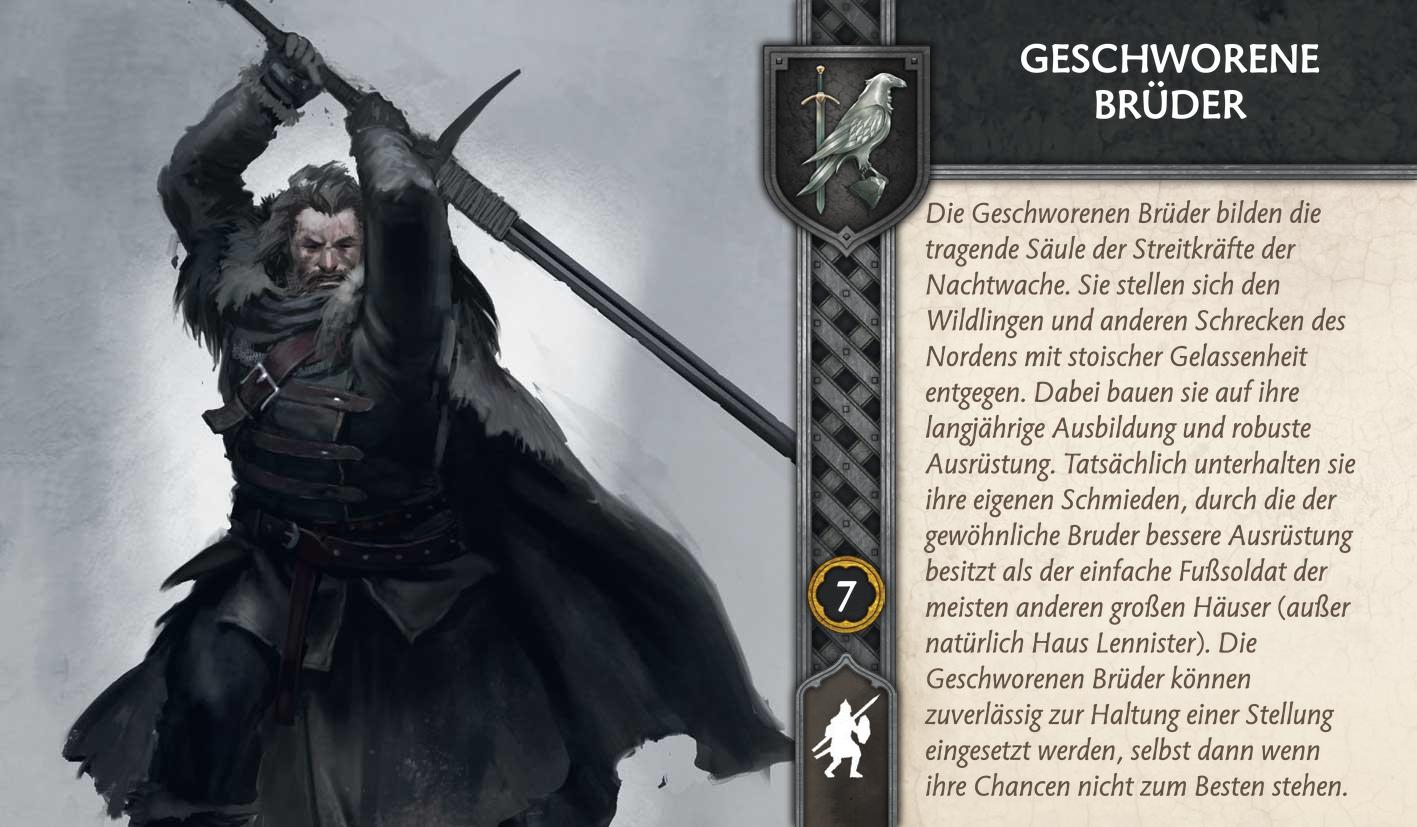 GESCHWORENE
BRÜDER
Die Geschworenen Brüder bilden die
tragende Säule der Streitkräfte der
Nachtwache. Sie stellen sich den
Wildlingen und anderen Schrecken des
Nordens mit stoischer Gelassenheit
entgegen. Dabei bauen sie auf ihre
langjährige Ausbildung und robuste
Ausrüstung. Tatsächlich unterhalten sie
ihre eigenen Schmieden, durch die der
gewöhnliche Bruder bessere Ausrüstung
besitzt als der einfache Fußsoldat der
meisten anderen großen Häuser (außer
natürlich Haus Lennister). Die
Geschworenen Brüder können
zuverlässig zur Haltung einer Stellung
eingesetzt werden, selbst dann wenn
ihre Chancen nicht zum Besten stehen.
7